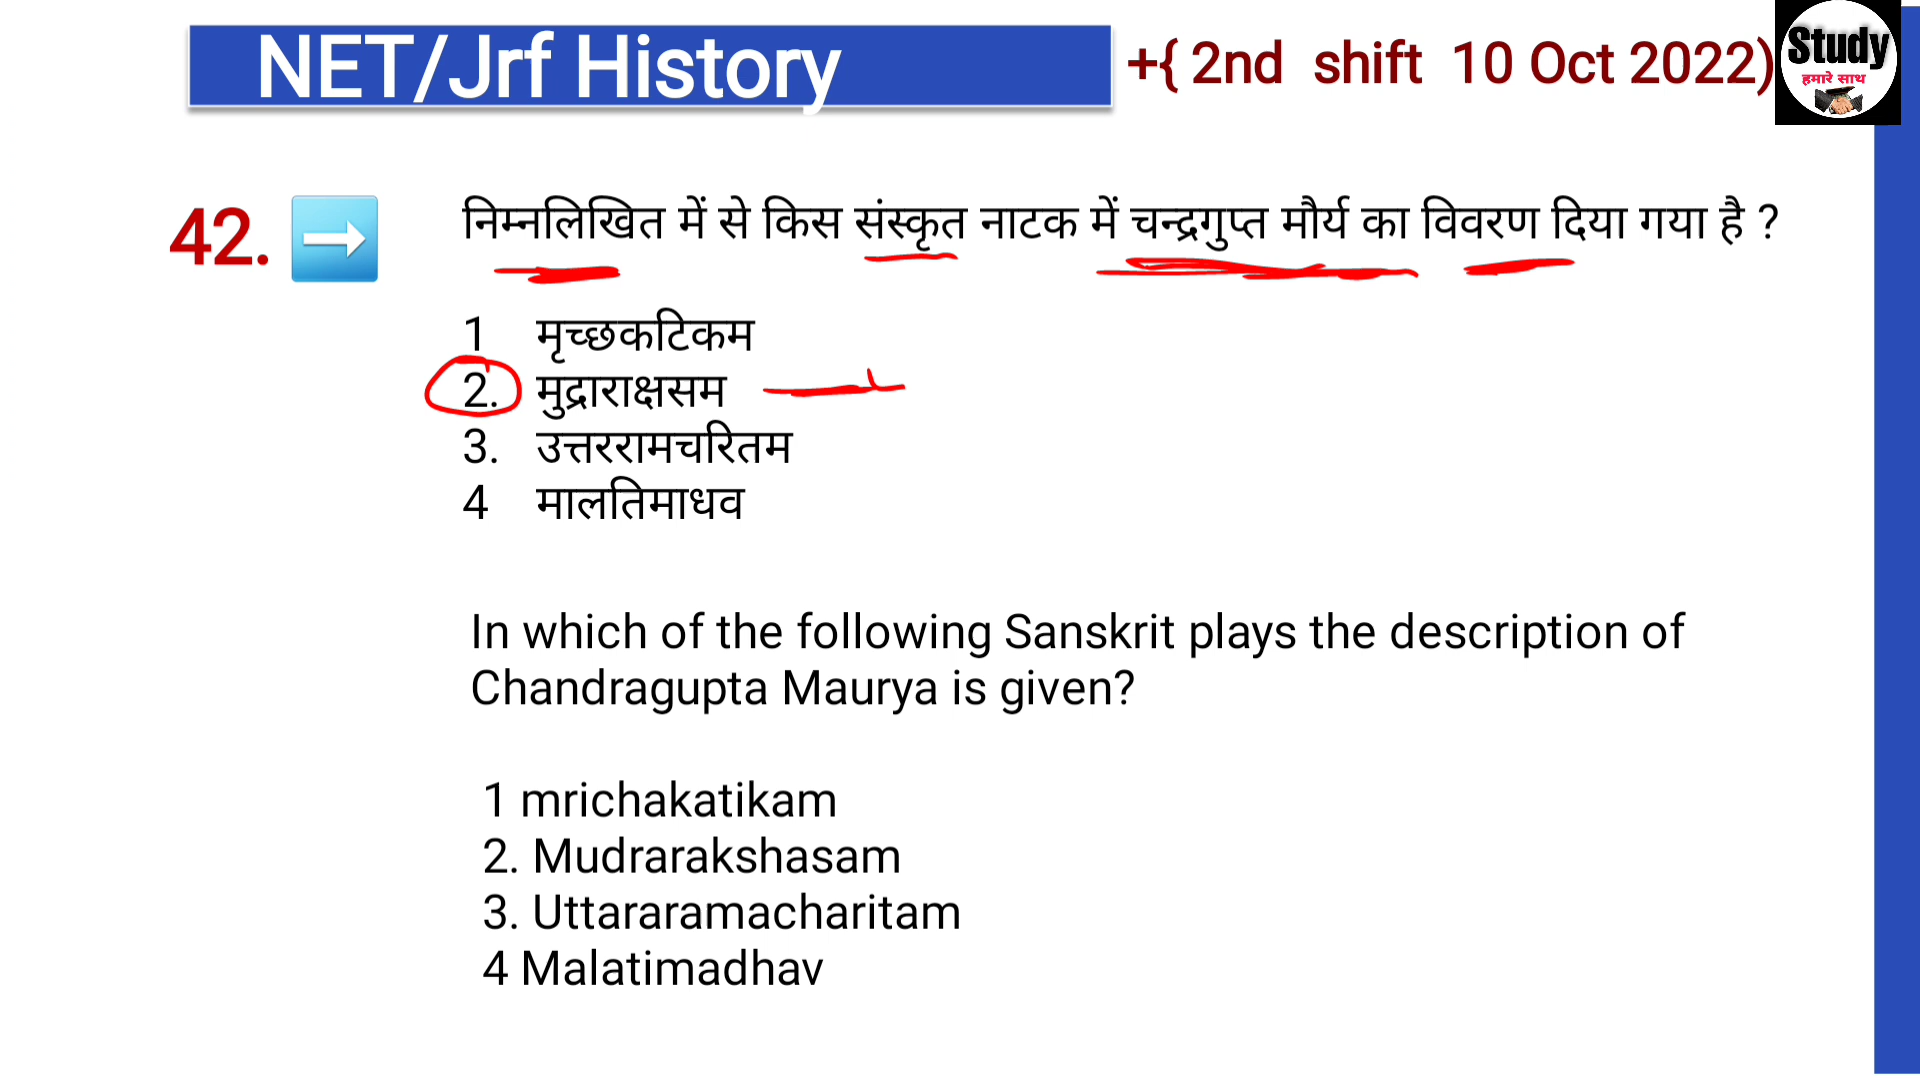 NET/Jrf History
+{ 2nd shift 10 Oct 2022)
Study
हमारे साथ
42.
निम्नलिखित में से किस संस्कृत नाटक में चन्द्रगुप्त मौर्य का विवरण दिया गया है ?
1 मृच्छकटिकम
2. मुद्राराक्षसम
3. उत्तररामचरितम
4 मालतिमाधव
In which of the following Sanskrit plays the description of
Chandragupta Maurya is given?
1 mrichakatikam
2. Mudrarakshasam
3. Uttararamacharitam
4 Malatimadhav